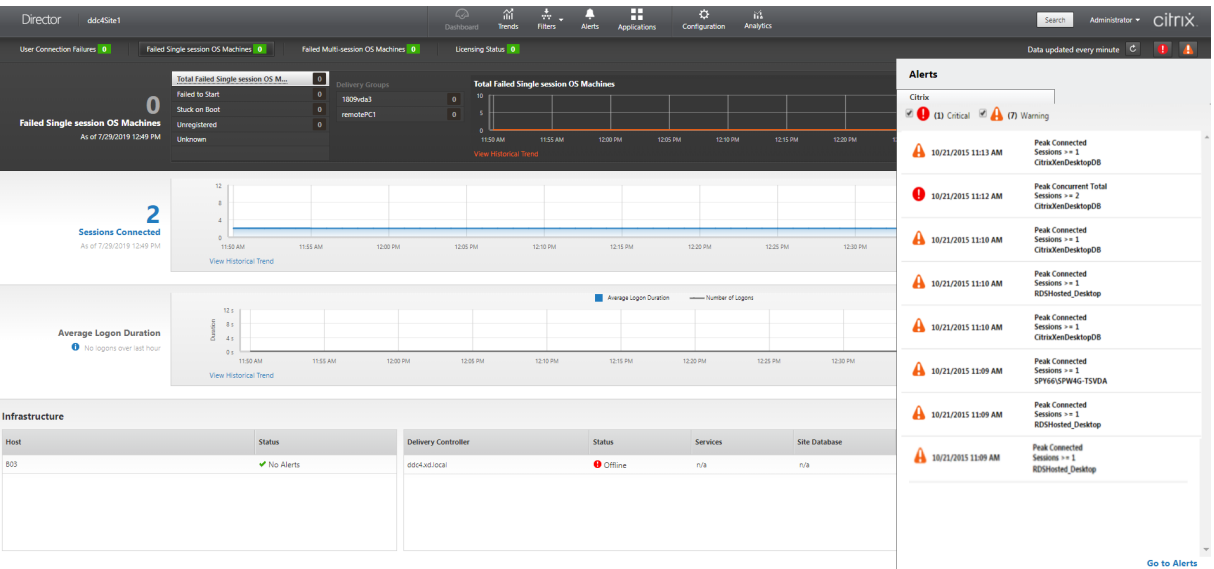 Director
ddc4Site1
Dashboard
Trends
Filters
Alerts
Applications
Configuration
Analytics
Search
Administrator
citrix
User Connection Failures 0
Failed Single session OS Machines 0
Failed Multi-session OS Machines 0
Licensing Status 0
Data updated every minute
0
Failed Single session OS Machines
As of 7/29/2019 12:49 PM
Total Failed Single session OS M... 0
Failed to Start 0
Stuck on Boot 0
Unregistered 0
Unknown
Delivery Groups
1809vda3 0
remotePC1 0
Total Failed Single session OS Machines
10
5
0
11:50 AM 11:55 AM 12:00 PM 12:05 PM 12:10 PM 12:15 PM 12:20 PM 1
View Historical Trend
2
Sessions Connected
As of 7/29/2019 12:49 PM
12
8
4
0
11:50 AM 11:55 AM 12:00 PM 12:05 PM 12:10 PM 12:15 PM 12:20 PM 12:25 PM 12:30 PM
View Historical Trend
Average Logon Duration
No logons over last hour
Average Logon Duration Number of Logons
Duration
12 s
8 s
4 s
0 s
11:50 AM 11:55 AM 12:00 PM 12:05 PM 12:10 PM 12:15 PM 12:20 PM 12:25 PM 12:30 PM
View Historical Trend
Infrastructure
Host Status
B03 No Alerts
Delivery Controller Status Services Site Database
ddc4.xd.local Offline n/a n/a
Alerts
Citrix
(1) Critical (7) Warning
10/21/2015 11:13 AM
Peak Connected
Sessions >= 1
CitrixXenDesktopDB
10/21/2015 11:12 AM
Peak Concurrent Total
Sessions >= 2
CitrixXenDesktopDB
10/21/2015 11:10 AM
Peak Connected
Sessions >= 1
CitrixXenDesktopDB
10/21/2015 11:10 AM
Peak Connected
Sessions >= 1
RDSHosted_Desktop
10/21/2015 11:10 AM
Peak Connected
Sessions >= 1
CitrixXenDesktopDB
10/21/2015 11:09 AM
Peak Connected
Sessions >= 1
SPY66\SPW4G-TSVDA
10/21/2015 11:09 AM
Peak Connected
Sessions >= 1
RDSHosted_Desktop
10/21/2015 11:09 AM
Peak Connected
Sessions >= 1
RDSHosted_Desktop
Go to Alerts